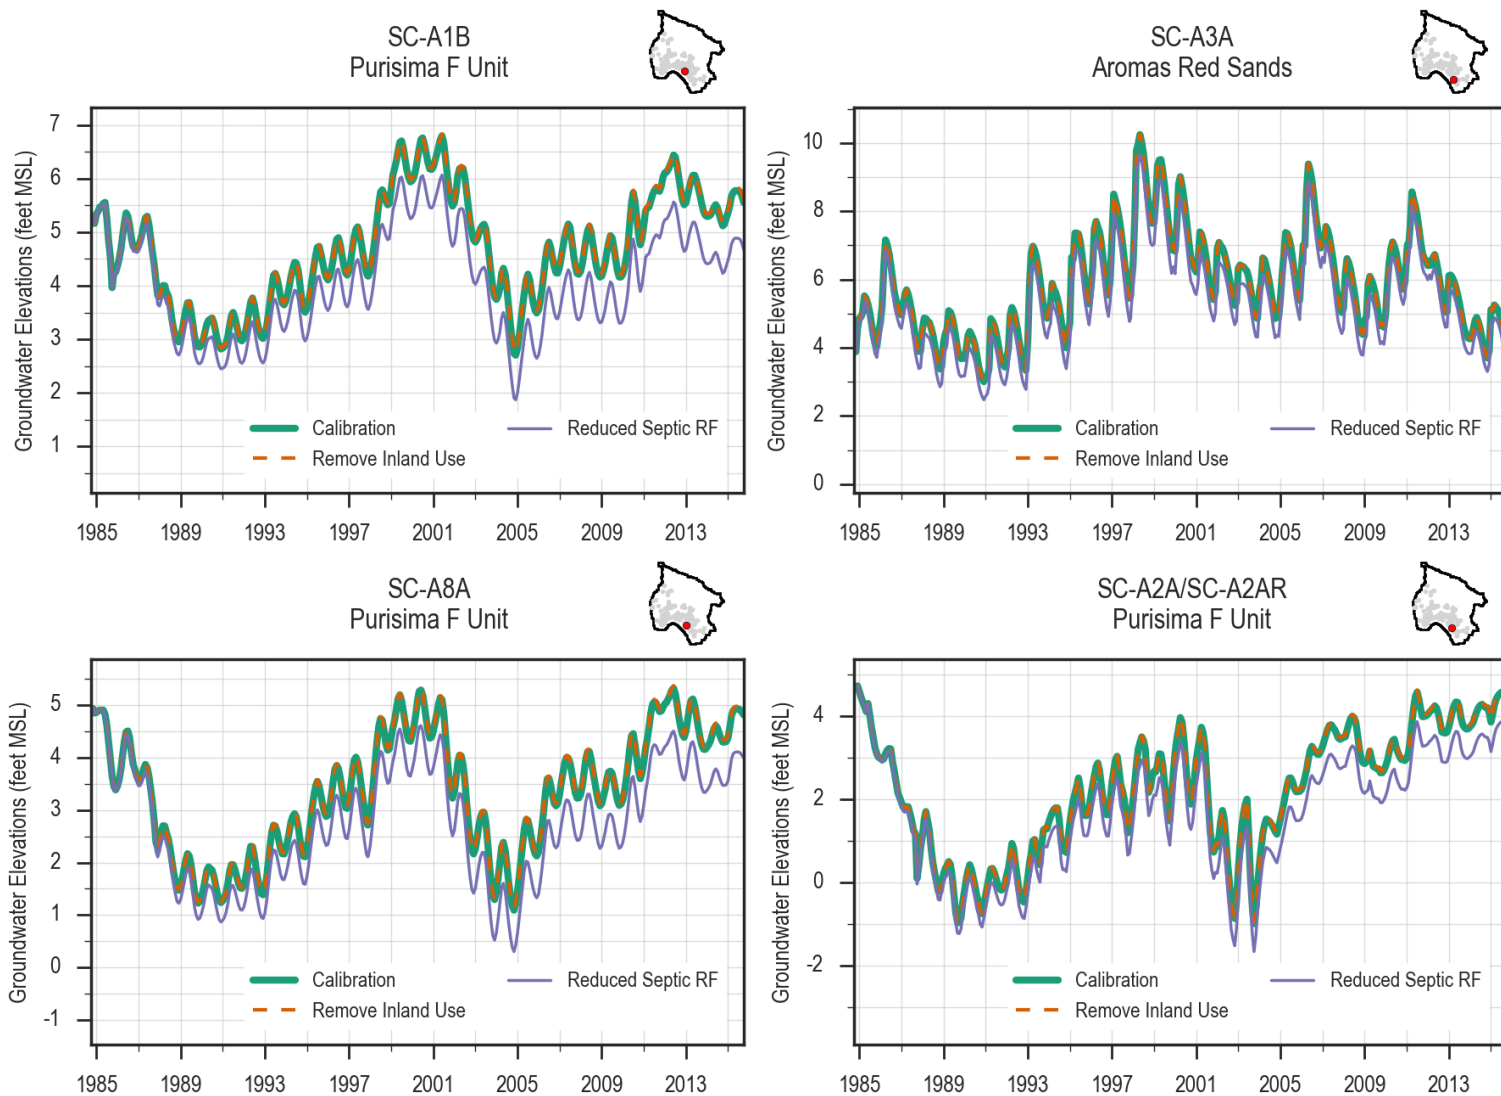 SC-A1B
Purisima F Unit
Groundwater Elevations (feet MSL)
7
6
5
4
3
2
1
Calibration
Reduced Septic RF
Remove Inland Use
1985 1989 1993 1997 2001 2005 2009 2013
SC-A3A
Aromas Red Sands
Groundwater Elevations (feet MSL)
10
8
6
4
2
0
Calibration
Reduced Septic RF
Remove Inland Use
1985 1989 1993 1997 2001 2005 2009 2013
SC-A8A
Purisima F Unit
Groundwater Elevations (feet MSL)
5
4
3
2
1
0
-1
Calibration
Reduced Septic RF
Remove Inland Use
1985 1989 1993 1997 2001 2005 2009 2013
SC-A2A/SC-A2AR
Purisima F Unit
Groundwater Elevations (feet MSL)
4
2
0
-2
Calibration
Reduced Septic RF
Remove Inland Use
1985 1989 1993 1997 2001 2005 2009 2013